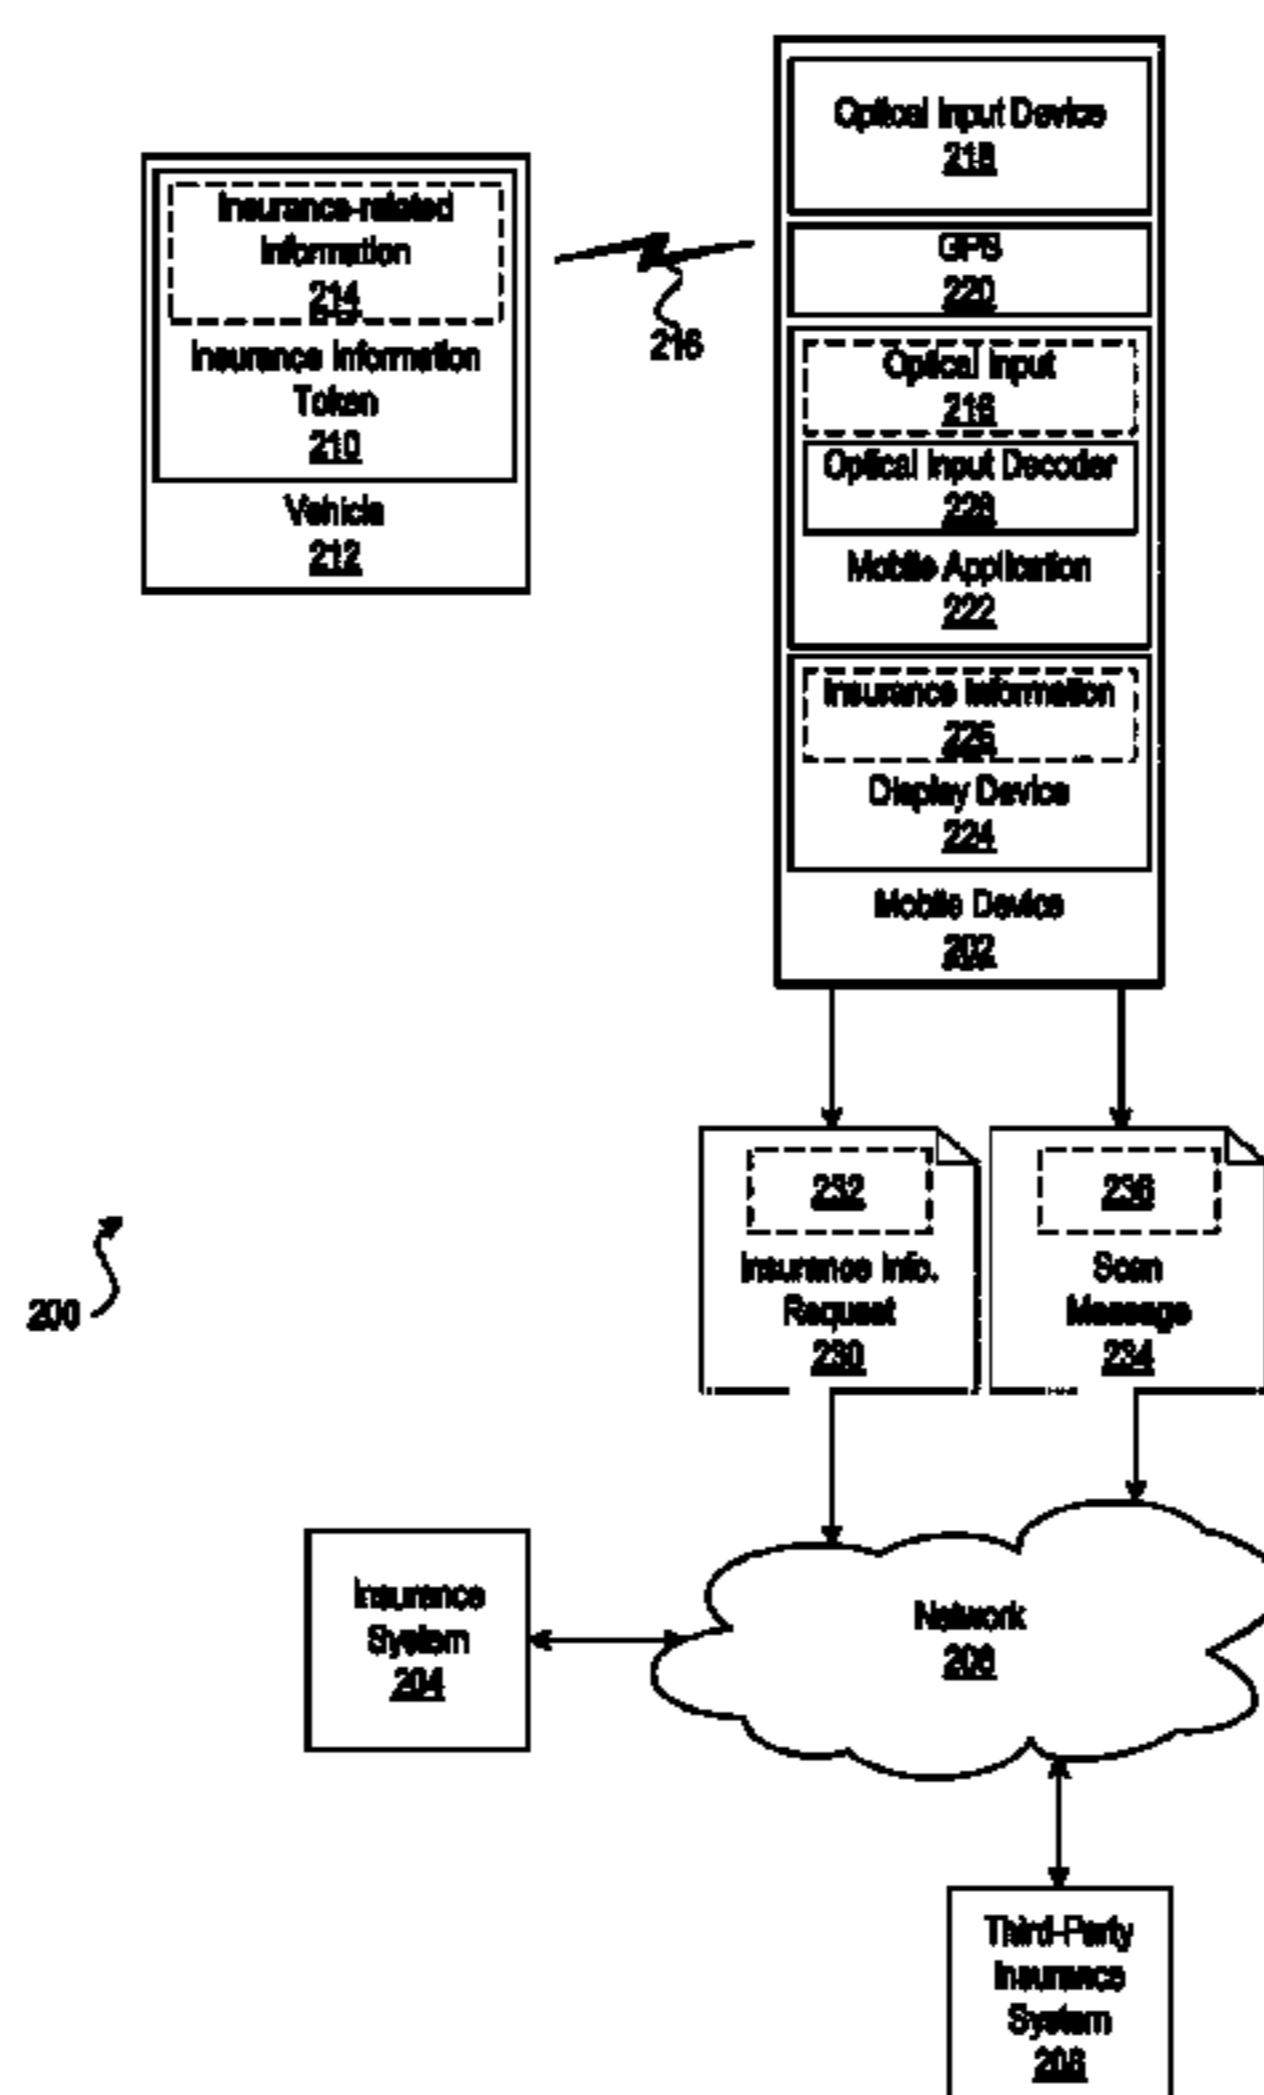 Optical Input Device
218
Insurance-related
Information
214
Insurance Information
Token
210
Vehicle
212
216
GPS
220
Optical Input
216
Optical Input Decoder
228
Mobile Application
222
Insurance Information
226
Display Device
224
Mobile Device
202
232
Insurance Info.
Request
230
236
Scan
Message
234
200
Insurance
System
204
Network
Third-Party
Insurance
System